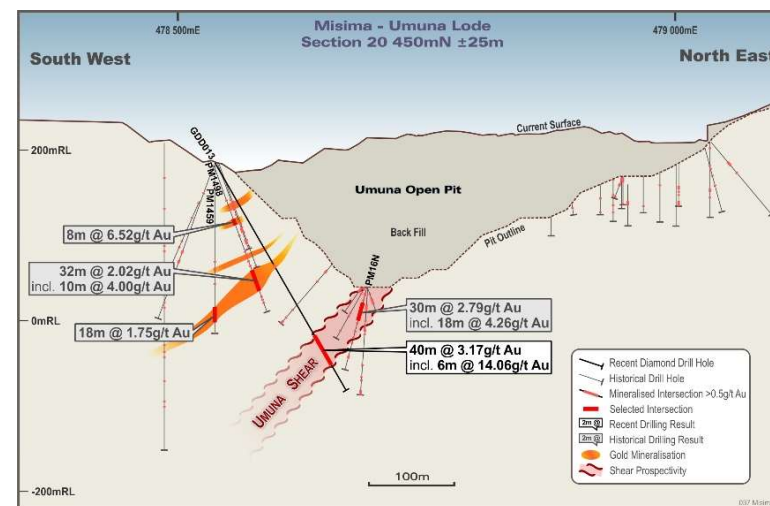 478 500mE
Misima - Umuna Lode
479 000mE
Section 20 450mN ±25m
South West
North East
Current Surface
200mRL
GDD013
PM1498
PM1459
Umuna Open Pit
Back Fill
Pit Outline
8m @ 6.52g/t Au
32m @ 2.02g/t Au
incl. 10m @ 4.00g/t Au
PM16N
0mRL
18m @ 1.75g/t Au
30m @ 2.79g/t Au
incl. 18m @ 4.26g/t Au
40m @ 3.17g/t Au
incl. 6m @ 14.06g/t Au
UMUNA SHEAR
Recent Diamond Drill Hole
Historical Drill Hole
Mineralised Intersection >0.5g/t Au
Selected Intersection
2m @ Recent Drilling Result
2m @ Historical Drilling Result
Gold Mineralisation
Shear Prospectivity
100m
-200mRL